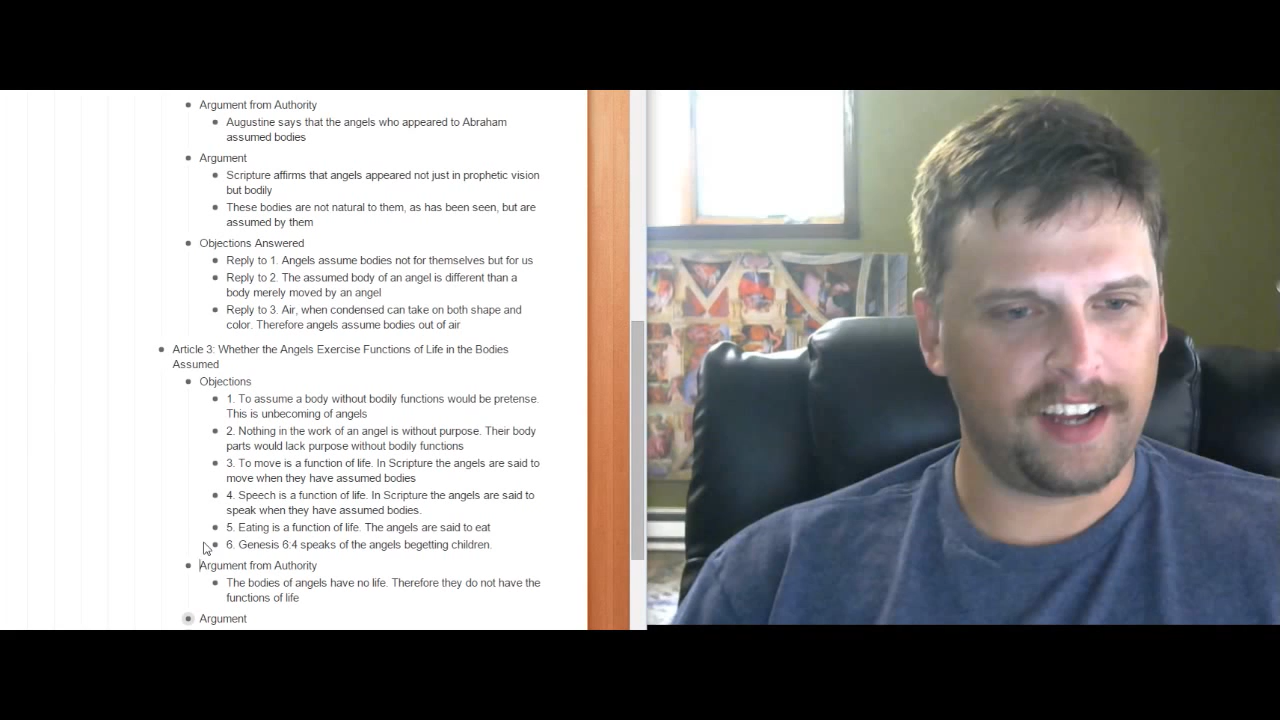 Argument from Authority
Augustine says that the angels who appeared to Abraham
assumed bodies
Argument
Scripture affirms that angels appeared not just in prophetic vision
but bodily
These bodies are not natural to them, as has been seen, but are
assumed by them
Objections Answered
Reply to 1. Angels assume bodies not for themselves but for us
Reply to 2. The assumed body of an angel is different than a
body merely moved by an angel
Reply to 3. Air, when condensed can take on both shape and
color. Therefore angels assume bodies out of air
Article 3: Whether the Angels Exercise Functions of Life in the Bodies
Assumed
Objections
1. To assume a body without bodily functions would be pretense.
This is unbecoming of angels
2. Nothing in the work of an angel is without purpose. Their body
parts would lack purpose without bodily functions
3. To move is a function of life. In Scripture the angels are said to
move when they have assumed bodies
4. Speech is a function of life. In Scripture the angels are said to
speak when they have assumed bodies.
5. Eating is a function of life. The angels are said to eat
6. Genesis 6:4 speaks of the angels begetting children.
Argument from Authority
The bodies of angels have no life. Therefore they do not have the
functions of life
Argument